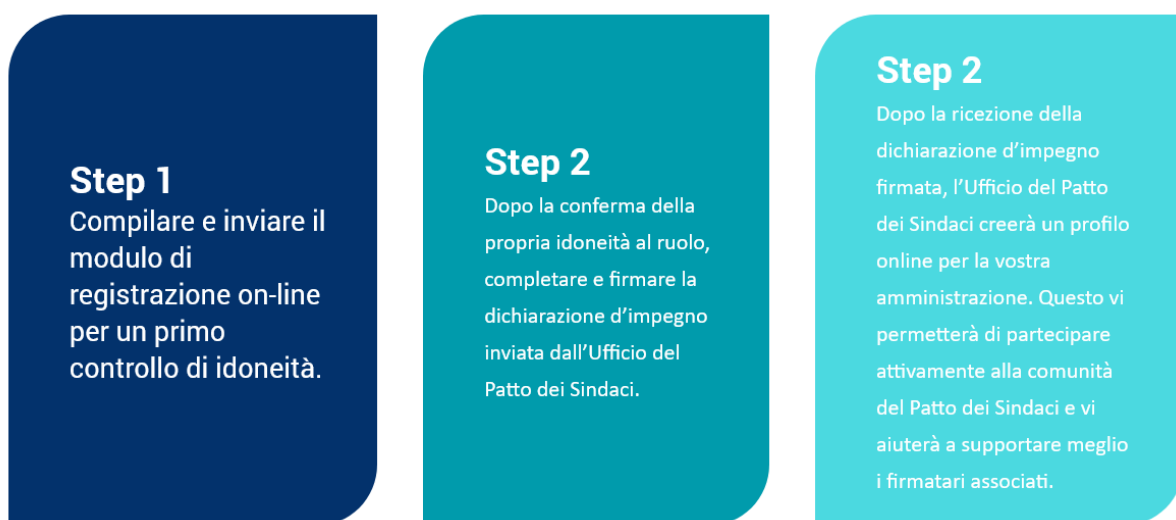 Step 1
Compilare e inviare il
modulo di
registrazione on-line
per un primo
controllo di idoneità.
Step 2
Dopo la conferma della
propria idoneità al ruolo,
completare e firmare la
dichiarazione d’impegno
inviata dall’Ufficio del
Patto dei Sindaci.
Step 2
Dopo la ricezione della
dichiarazione d’impegno
firmata, l’Ufficio del Patto
dei Sindaci creerà un profilo
online per la vostra
amministrazione. Questo vi
permetterà di partecipare
attivamente alla comunità
del Patto dei Sindaci e vi
aiuterà a supportare meglio
i firmatari associati.